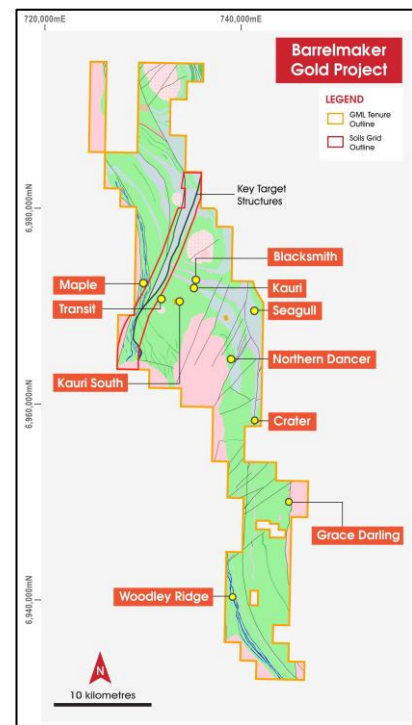 720,000mE
740,000mE
Barrelmaker
Gold Project
LEGEND
GML Tenure
Outline
Soils Grid
Outline
Key Target
Structures
6,980,000mN
Blacksmith
Maple
Kauri
Transit
Seagull
Northern Dancer
Kauri South
6,960,000mN
Crater
Grace Darling
Woodley Ridge
6,940,000mN
N
10 kilometres